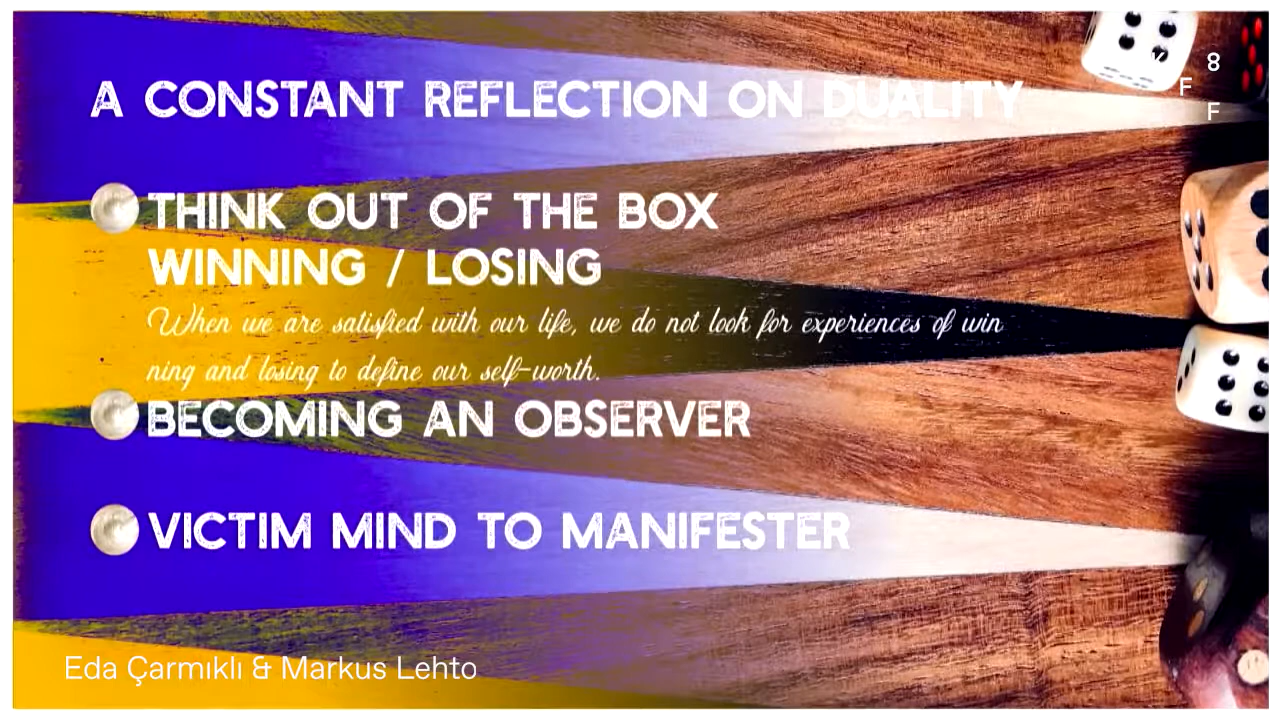 A CONSTANT REFLECTION ON DUALITY
8
F
F
THINK OUT OF THE BOX
WINNING / LOSING
When we are satisfied with our life, we do not look for experiences of win
ning and losing to define our self-worth.
BECOMING AN OBSERVER
VICTIM MIND TO MANIFESTER
Eda Çarmıklı & Markus Lehto